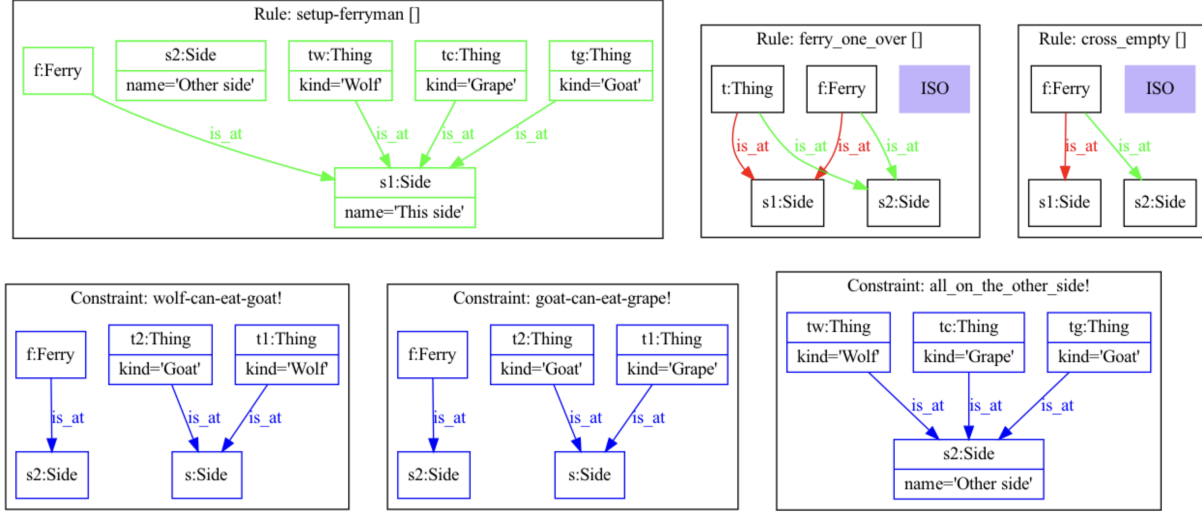 Rule: setup-ferryman []
f:Ferry
s2:Side
name='Other side'
tw:Thing
kind='Wolf'
tc:Thing
kind='Grape'
tg:Thing
kind='Goat'
is_at
is_at
is_at
is_at
s1:Side
name='This side'
Rule: ferry_one_over []
t:Thing
f:Ferry
ISO
is_at
is_at
is_at
is_at
s1:Side
s2:Side
Rule: cross_empty []
f:Ferry
ISO
is_at
is_at
s1:Side
s2:Side
Constraint: wolf-can-eat-goat!
f:Ferry
t2:Thing
kind='Goat'
t1:Thing
kind='Wolf'
is_at
is_at
is_at
s2:Side
s:Side
Constraint: goat-can-eat-grape!
f:Ferry
t2:Thing
kind='Goat'
t1:Thing
kind='Grape'
is_at
is_at
is_at
s2:Side
s:Side
Constraint: all_on_the_other_side!
tw:Thing
kind='Wolf'
tc:Thing
kind='Grape'
tg:Thing
kind='Goat'
is_at
is_at
is_at
s2:Side
name='Other side'